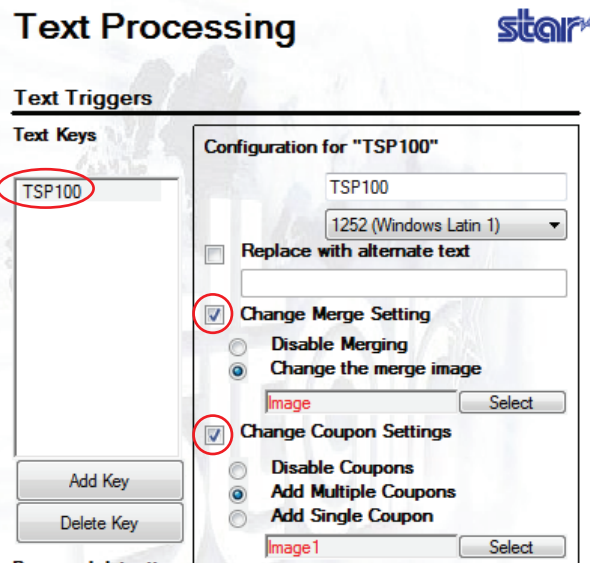 Text Processing
star
Text Triggers
Text Keys
TSP100
Add Key
Delete Key
Configuration for "TSP100"
TSP100
1252 (Windows Latin 1)
Replace with alternate text
Change Merge Setting
Disable Merging
Change the merge image
Image
Select
Change Coupon Settings
Disable Coupons
Add Multiple Coupons
Add Single Coupon
Image1
Select